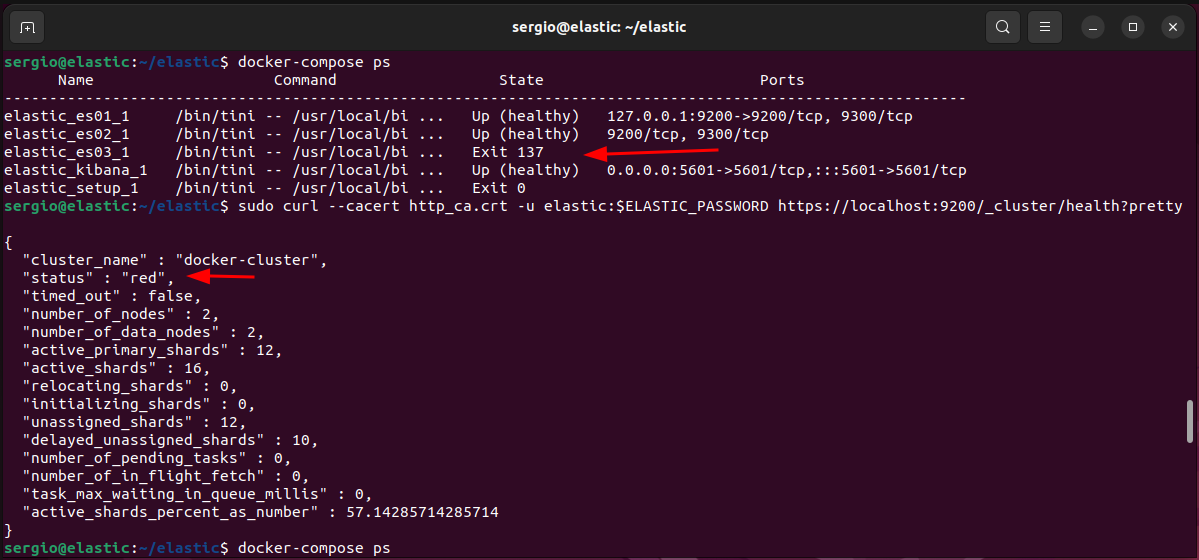 sergio@elastic: ~/elastic
sergio@elastic:~/elastic$ docker-compose ps
Name Command State Ports
------------------------------------------------------------------------------------------------------------
elastic_es01_1 /bin/tini -- /usr/local/bi ... Up (healthy) 127.0.0.1:9200->9200/tcp, 9300/tcp
elastic_es02_1 /bin/tini -- /usr/local/bi ... Up (healthy) 9200/tcp, 9300/tcp
elastic_es03_1 /bin/tini -- /usr/local/bi ... Exit 137
elastic_kibana_1 /bin/tini -- /usr/local/bi ... Up (healthy) 0.0.0.0:5601->5601/tcp,:::5601->5601/tcp
elastic_setup_1 /bin/tini -- /usr/local/bi ... Exit 0
sergio@elastic:~/elastic$ sudo curl --cacert http_ca.crt -u elastic:$ELASTIC_PASSWORD https://localhost:9200/_cluster/health?pretty
{
"cluster_name" : "docker-cluster",
"status" : "red",
"timed_out" : false,
"number_of_nodes" : 2,
"number_of_data_nodes" : 2,
"active_primary_shards" : 12,
"active_shards" : 16,
"relocating_shards" : 0,
"initializing_shards" : 0,
"unassigned_shards" : 12,
"delayed_unassigned_shards" : 10,
"number_of_pending_tasks" : 0,
"number_of_in_flight_fetch" : 0,
"task_max_waiting_in_queue_millis" : 0,
"active_shards_percent_as_number" : 57.14285714285714
}
sergio@elastic:~/elastic$ docker-compose ps